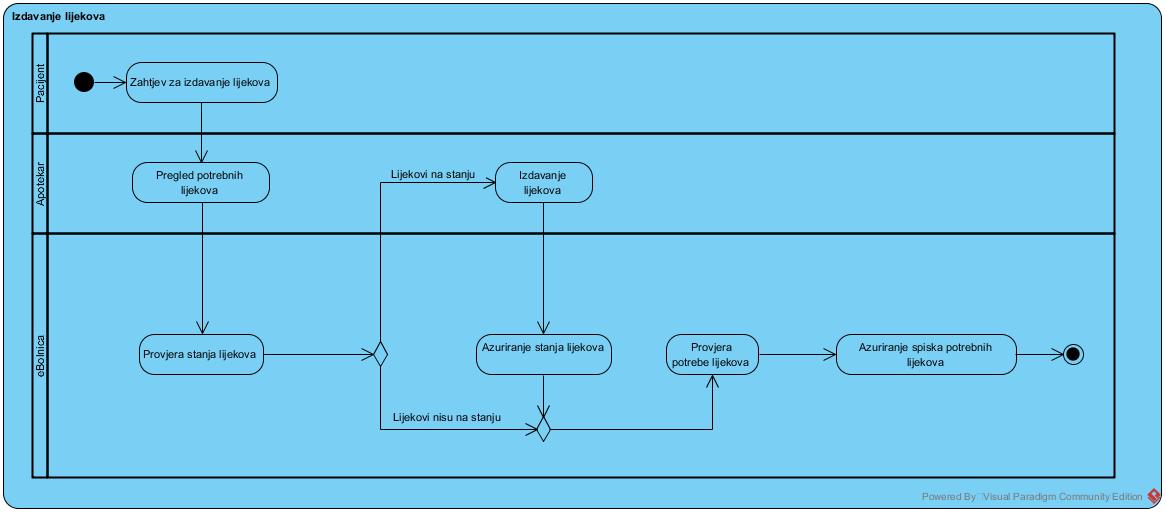 Izdavanje lijekova
Pacijent
Zahtjev za izdavanje lijekova
Apotekar
Pregled potrebnih
lijekova
Lijekovi na stanju
Izdavanje
lijekova
eBolnica
Provjera stanja lijekova
Azuriranje stanja lijekova
Provjera
potrebe lijekova
Azuriranje spiska potrebnih
lijekova
Lijekovi nisu na stanju
Powered By Visual Paradigm Community Edition